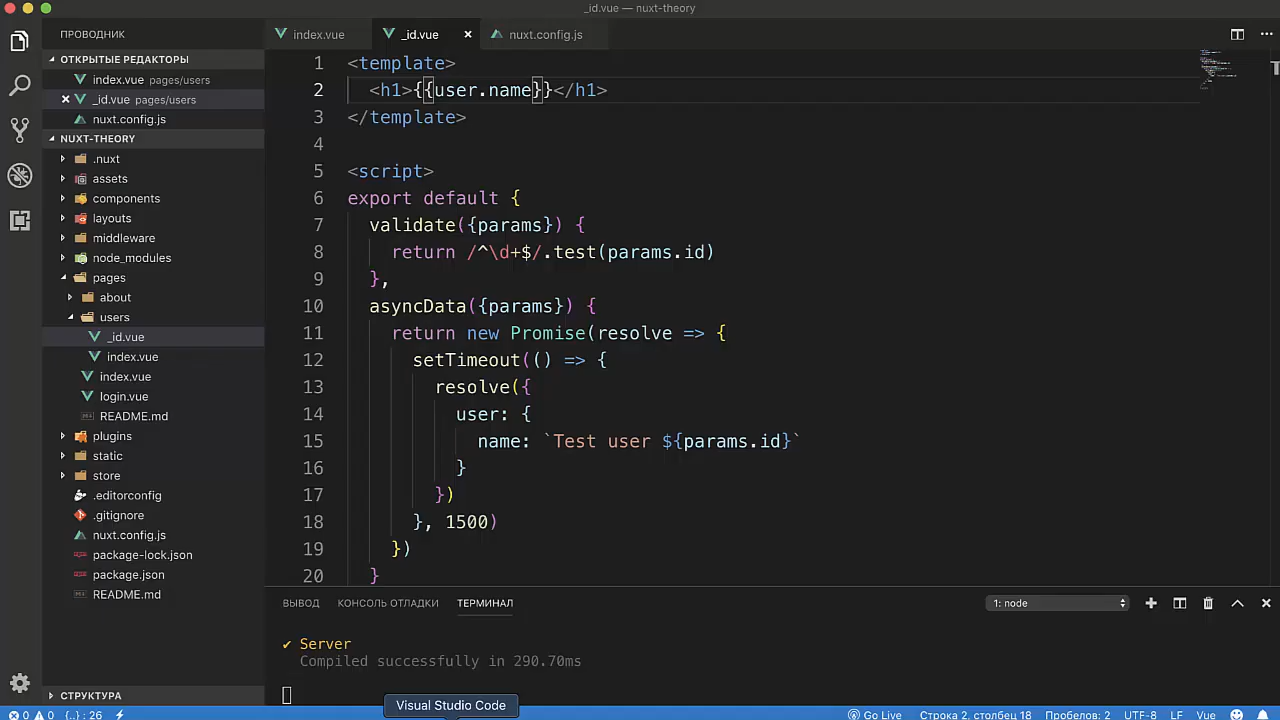 _id.vue — nuxt-theory
ПРОВОДНИК
index.vue
_id.vue
nuxt.config.js
ОТКРЫТЫЕ РЕДАКТОРЫ
index.vue pages/users
_id.vue pages/users
nuxt.config.js
NUXT-THEORY
.nuxt
assets
components
layouts
middleware
node_modules
pages
about
users
_id.vue
index.vue
index.vue
login.vue
README.md
plugins
static
store
.editorconfig
.gitignore
nuxt.config.js
package-lock.json
package.json
README.md
СТРУКТУРА
1 <template>
2 <h1>{{user.name}}</h1>
3 </template>
4
5 <script>
6 export default {
7 validate({params}) {
8 return /^\d+$/.test(params.id)
9 },
10 asyncData({params}) {
11 return new Promise(resolve => {
12 setTimeout(() => {
13 resolve({
14 user: {
15 name: `Test user ${params.id}`
16 }
17 })
18 }, 1500)
19 })
20 }
ВЫВОД КОНСОЛЬ ОТЛАДКИ ТЕРМИНАЛ 1: node
✔ Server
Compiled successfully in 290.70ms
Visual Studio Code
0 0 {..} : 26 Go Live Строка 2, столбец 18 Пробелов: 2 UTF-8 LF Vue